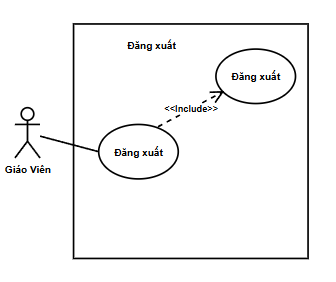 Đăng xuất
Đăng xuất
<<Include>>
Đăng xuất
Giáo Viên